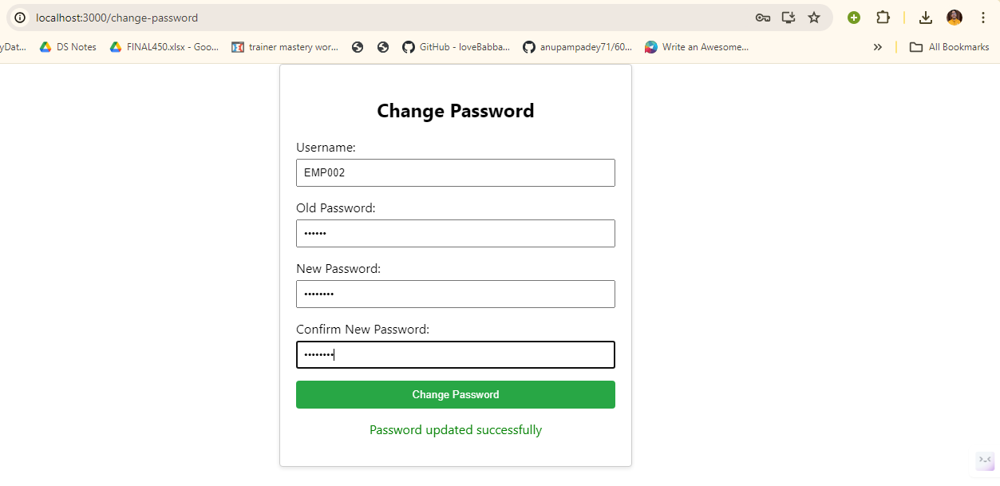 localhost:3000/change-password
yDat... DS Notes FINAL450.xlsx - Goo... trainer mastery wor... GitHub - loveBabba... anupampadey71/60... Write an Awesome... » All Bookmarks
Change Password
Username:
EMP002
Old Password:
••••••
New Password:
••••••••
Confirm New Password:
••••••••
Change Password
Password updated successfully